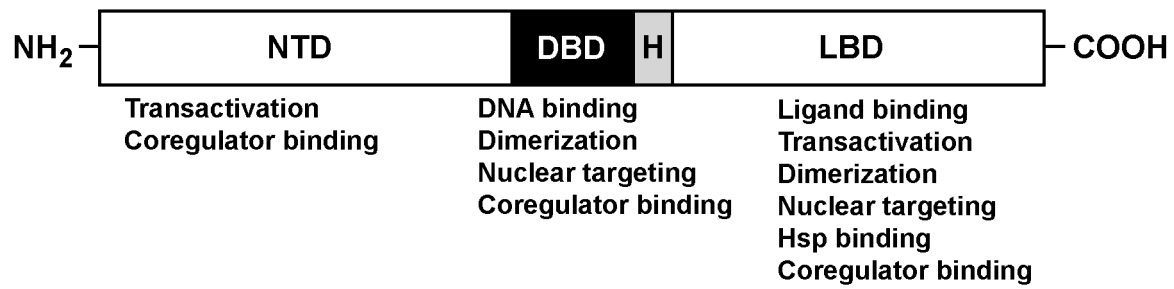 NH2 NTD DBD H LBD COOH
Transactivation
Coregulator binding
DNA binding
Dimerization
Nuclear targeting
Coregulator binding
Ligand binding
Transactivation
Dimerization
Nuclear targeting
Hsp binding
Coregulator binding